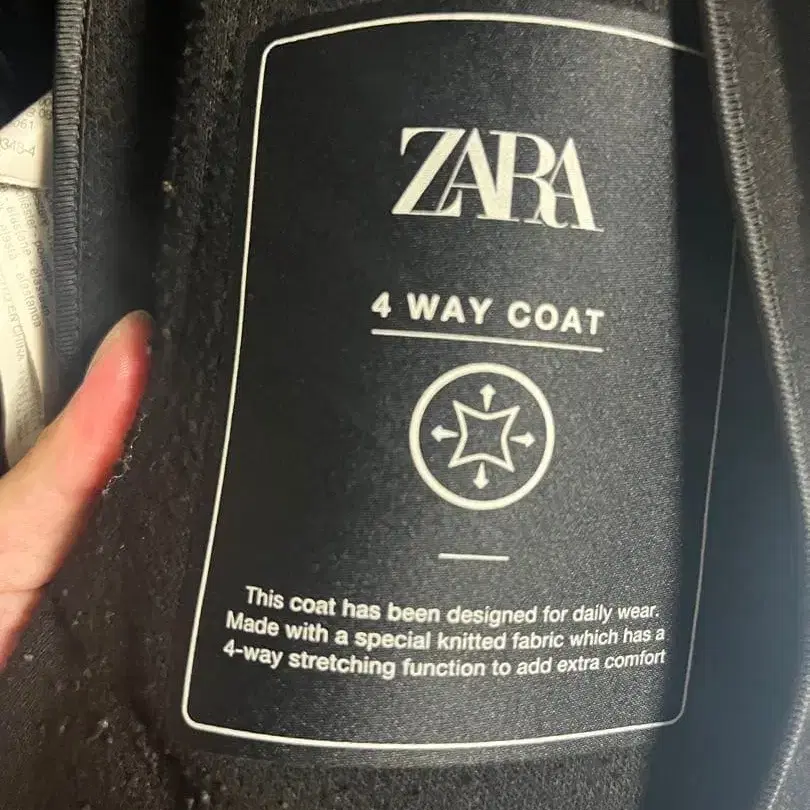 ZARA
4 WAY COAT
This coat has been designed for daily wear.
Made with a special knitted fabric which has a
4-way stretching function to add extra comfort